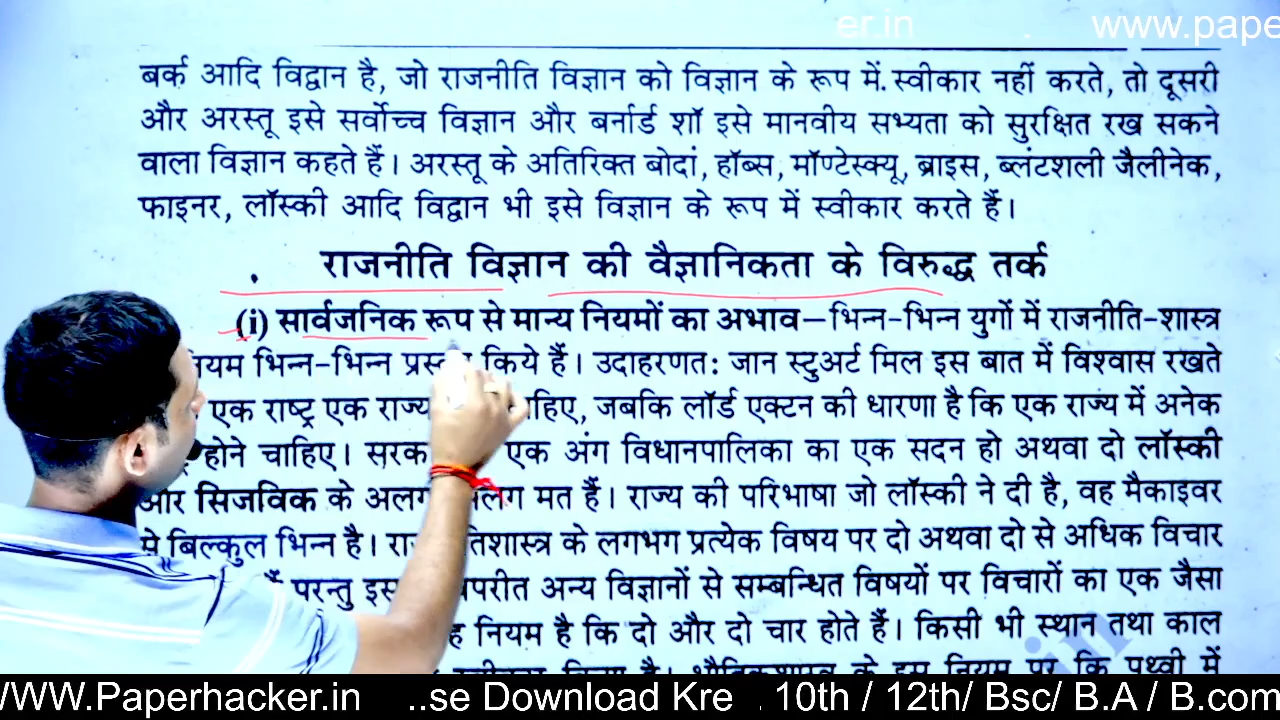 er.in . www.pape
बर्क आदि विद्वान है, जो राजनीति विज्ञान को विज्ञान के रूप में. स्वीकार नहीं करते, तो दूसरी
और अरस्तू इसे सर्वोच्च विज्ञान और बर्नार्ड शॉ इसे मानवीय सभ्यता को सुरक्षित रख सकने
वाला विज्ञान कहते हैं। अरस्तू के अतिरिक्त बोदां, हॉब्स, मॉण्टेस्क्यू, ब्राइस, ब्लंटशली जैलीनेक,
फाइनर, लॉस्की आदि विद्वान भी इसे विज्ञान के रूप में स्वीकार करते हैं।
राजनीति विज्ञान की वैज्ञानिकता के विरुद्ध तर्क
(i) सार्वजनिक रूप से मान्य नियमों का अभाव—भिन्न-भिन्न युगों में राजनीति-शास्त्र
भिन्न-भिन्न किये हैं। उदाहरणतः जान स्टुअर्ट मिल इस बात में विश्वास रखते
एक राष्ट्र एक राज्य जबकि लॉर्ड एक्टन की धारणा है कि एक राज्य में अनेक
होने चाहिए। एक अंग विधानपालिका का एक सदन हो अथवा दो लॉस्की
और सिजविक के मत हैं। राज्य की परिभाषा जो लॉस्की ने दी है, वह मैकाइवर
से बिल्कुल भिन्न है। के लगभग प्रत्येक विषय पर दो अथवा दो से अधिक विचार
परन्तु अन्य विज्ञानों से सम्बन्धित विषयों पर विचारों का एक जैसा
नियम है कि दो और दो चार होते हैं। किसी भी स्थान तथा काल
के इस नियम पर कि पृथ्वी में
WWW.Paperhacker.in ..se Download Kre . 10th / 12th/ Bsc/ B.A / B.com